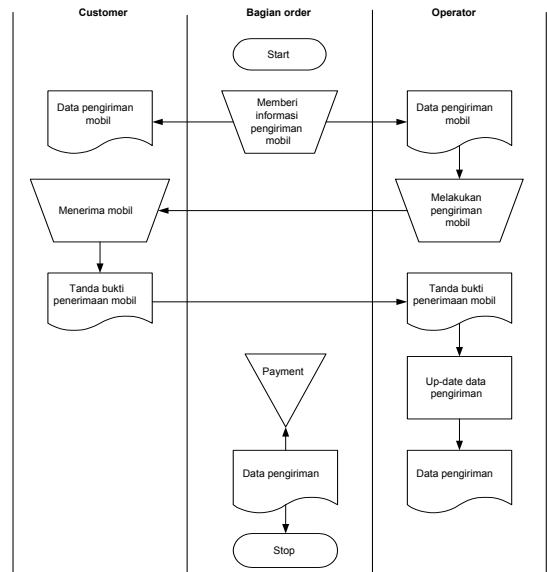 Customer
Bagian order
Operator
Start
Data pengiriman
mobil
Memberi
informasi
pengiriman
mobil
Data pengiriman
mobil
Menerima mobil
Melakukan
pengiriman
mobil
Tanda bukti
penerimaan mobil
Tanda bukti
penerimaan mobil
Payment
Up-date data
pengiriman
Data pengiriman
Data pengiriman
Stop